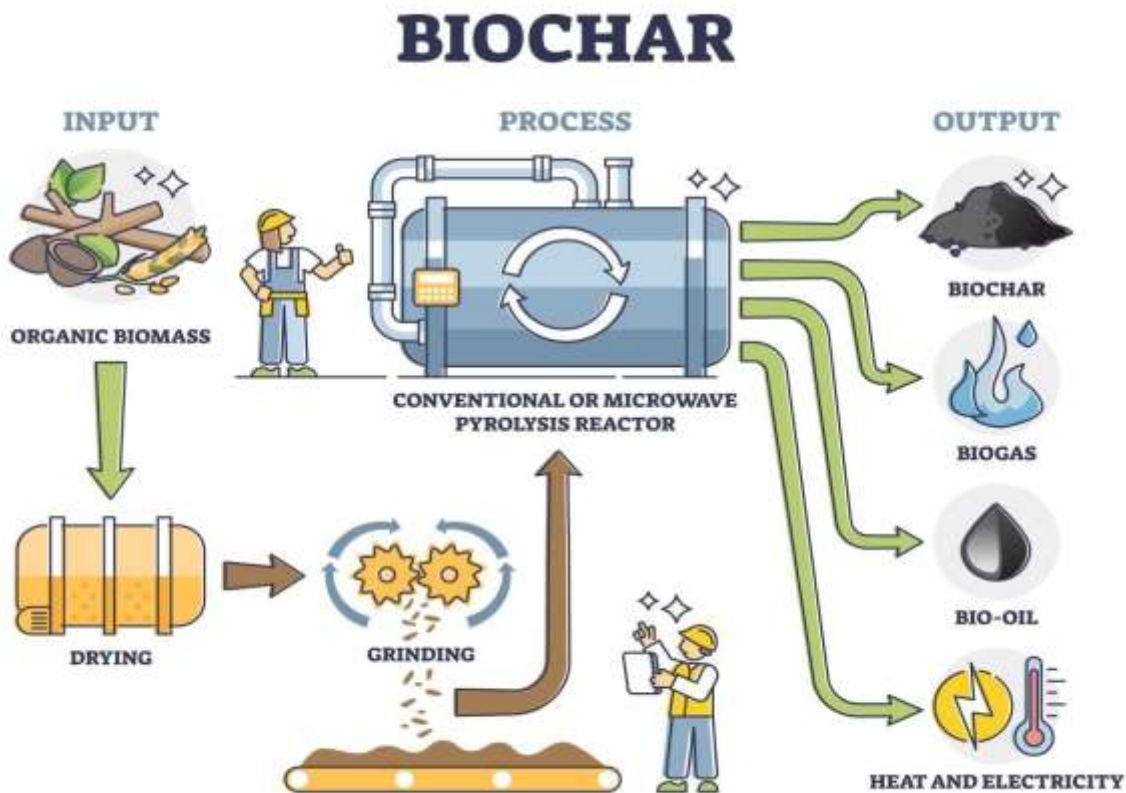 BIOCHAR
INPUT
PROCESS
OUTPUT
ORGANIC BIOMASS
CONVENTIONAL OR MICROWAVE
PYROLYSIS REACTOR
BIOCHAR
BIOGAS
BIO-OIL
DRYING
GRINDING
HEAT AND ELECTRICITY